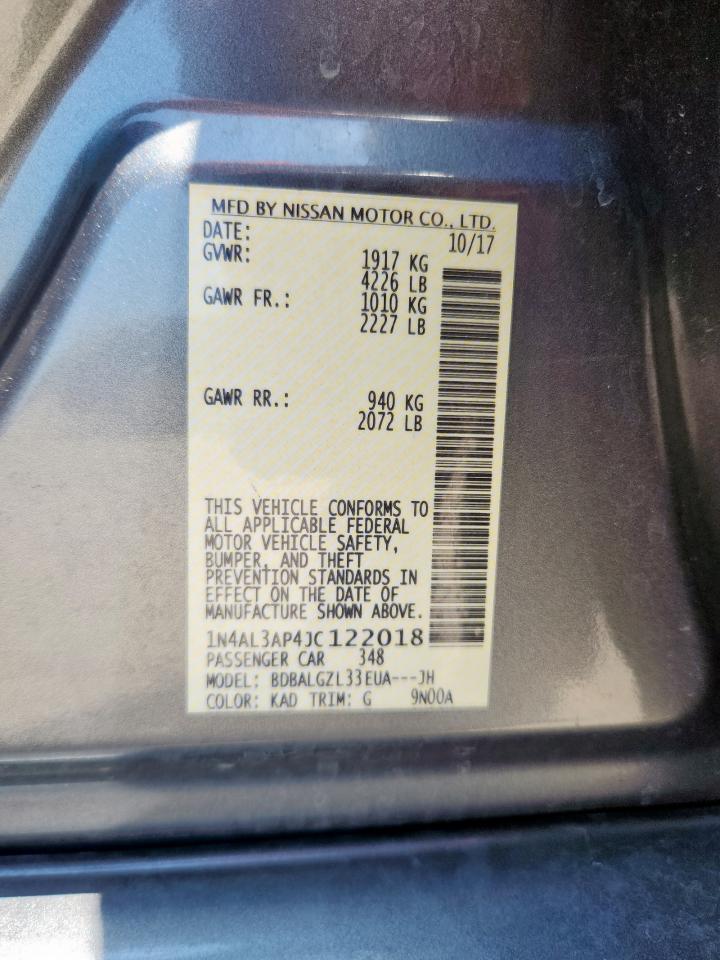 MFD BY NISSAN MOTOR CO., LTD.
DATE: 10/17
GVWR: 1917 KG
4226 LB
GAWR FR.: 1010 KG
2227 LB
GAWR RR.: 940 KG
2072 LB
THIS VEHICLE CONFORMS TO
ALL APPLICABLE FEDERAL
MOTOR VEHICLE SAFETY,
BUMPER, AND THEFT
PREVENTION STANDARDS IN
EFFECT ON THE DATE OF
MANUFACTURE SHOWN ABOVE.
1N4AL3AP4JC122018
PASSENGER CAR 348
MODEL: BDBALGZL33EUA---JH
COLOR: KAD TRIM: G 9N00A